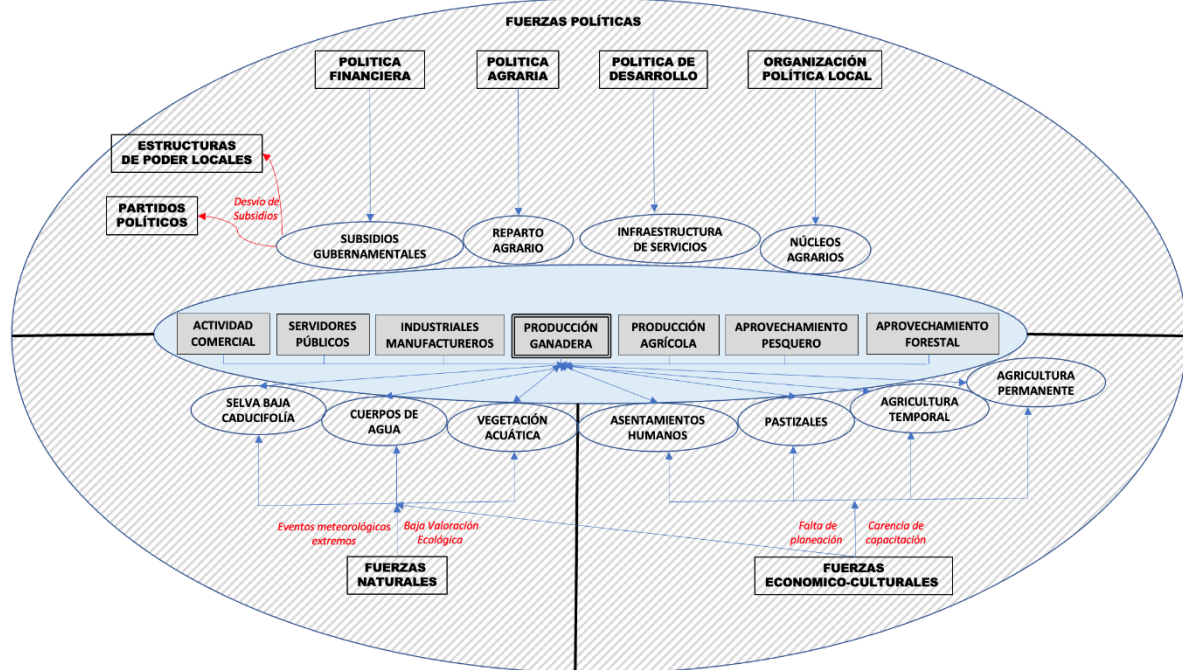 FUERZAS POLÍTICAS
POLITICA
FINANCIERA
POLITICA
AGRARIA
POLITICA DE
DESARROLLO
ORGANIZACIÓN
POLÍTICA LOCAL
ESTRUCTURAS
DE PODER LOCALES
PARTIDOS
POLÍTICOS
Desvío de
Subsidios
SUBSIDIOS
GUBERNAMENTALES
REPARTO
AGRARIO
INFRAESTRUCTURA
DE SERVICIOS
NÚCLEOS
AGRARIOS
ACTIVIDAD
COMERCIAL
SERVIDORES
PÚBLICOS
INDUSTRIALES
MANUFACTUREROS
PRODUCCIÓN
GANADERA
PRODUCCIÓN
AGRÍCOLA
APROVECHAMIENTO
PESQUERO
APROVECHAMIENTO
FORESTAL
SELVA BAJA
CADUCIFOLÍA
CUERPOS DE
AGUA
VEGETACIÓN
ACUÁTICA
ASENTAMIENTOS
HUMANOS
PASTIZALES
AGRICULTURA
TEMPORAL
AGRICULTURA
PERMANENTE
Eventos meteorológicos
extremos
Baja Valoración
Ecológica
Falta de
planeación
Carencia de
capacitación
FUERZAS
NATURALES
FUERZAS
ECONOMICO-CULTURALES